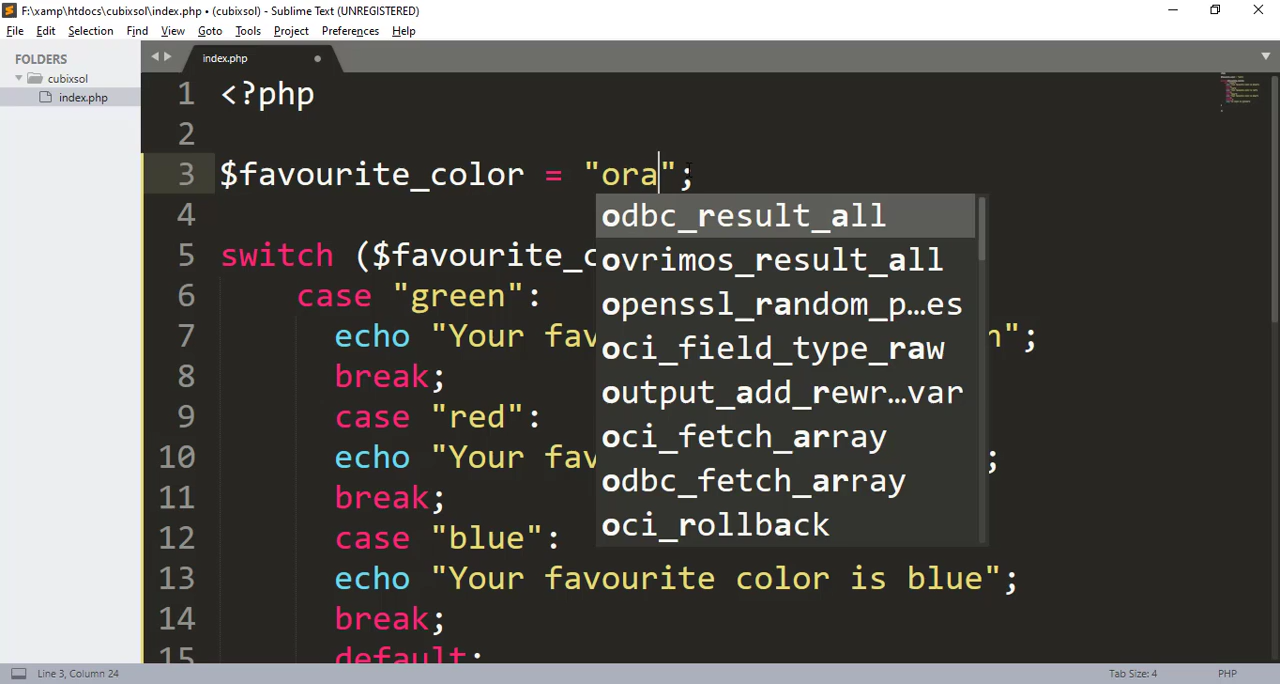 F:\xamp\htdocs\cubixsol\index.php • (cubixsol) - Sublime Text (UNREGISTERED)
File Edit Selection Find View Goto Tools Project Preferences Help
FOLDERS
cubixsol
index.php
index.php
1 <?php
2
3 $favourite_color = "ora";
4
5 switch ($favourite_c
6 case "green":
7 echo "Your fav n";
8 break;
9 case "red":
10 echo "Your fav ;
11 break;
12 case "blue":
13 echo "Your favourite color is blue";
14 break;
15 default:
odbc_result_all
ovrimos_result_all
openssl_random_p…es
oci_field_type_raw
output_add_rewr…var
oci_fetch_array
odbc_fetch_array
oci_rollback
Line 3, Column 24
Tab Size: 4
PHP